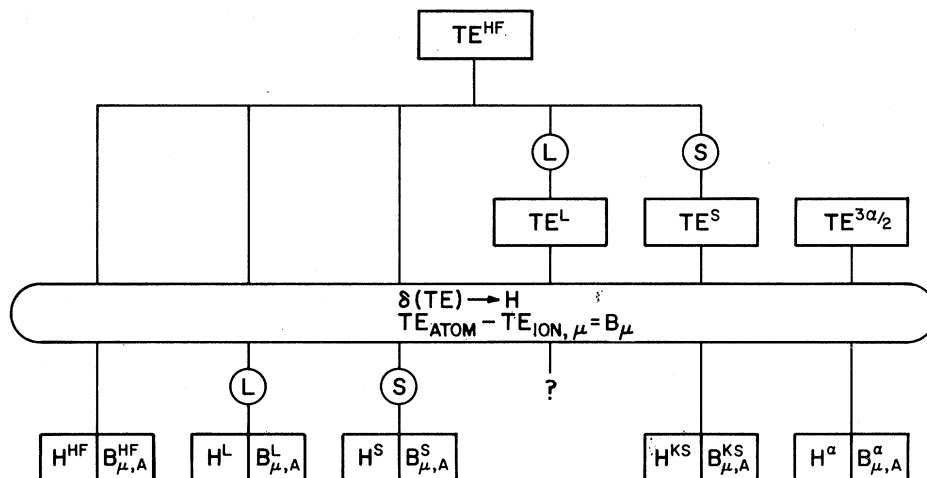 TE^HF
L S
TE^L TE^S TE^3α/2
δ(TE) → H
TE_ATOM − TE_ION, μ = B_μ
L S ?
H^HF B^HF_μ,A H^L B^L_μ,A H^S B^S_μ,A H^KS B^KS_μ,A H^α B^α_μ,A